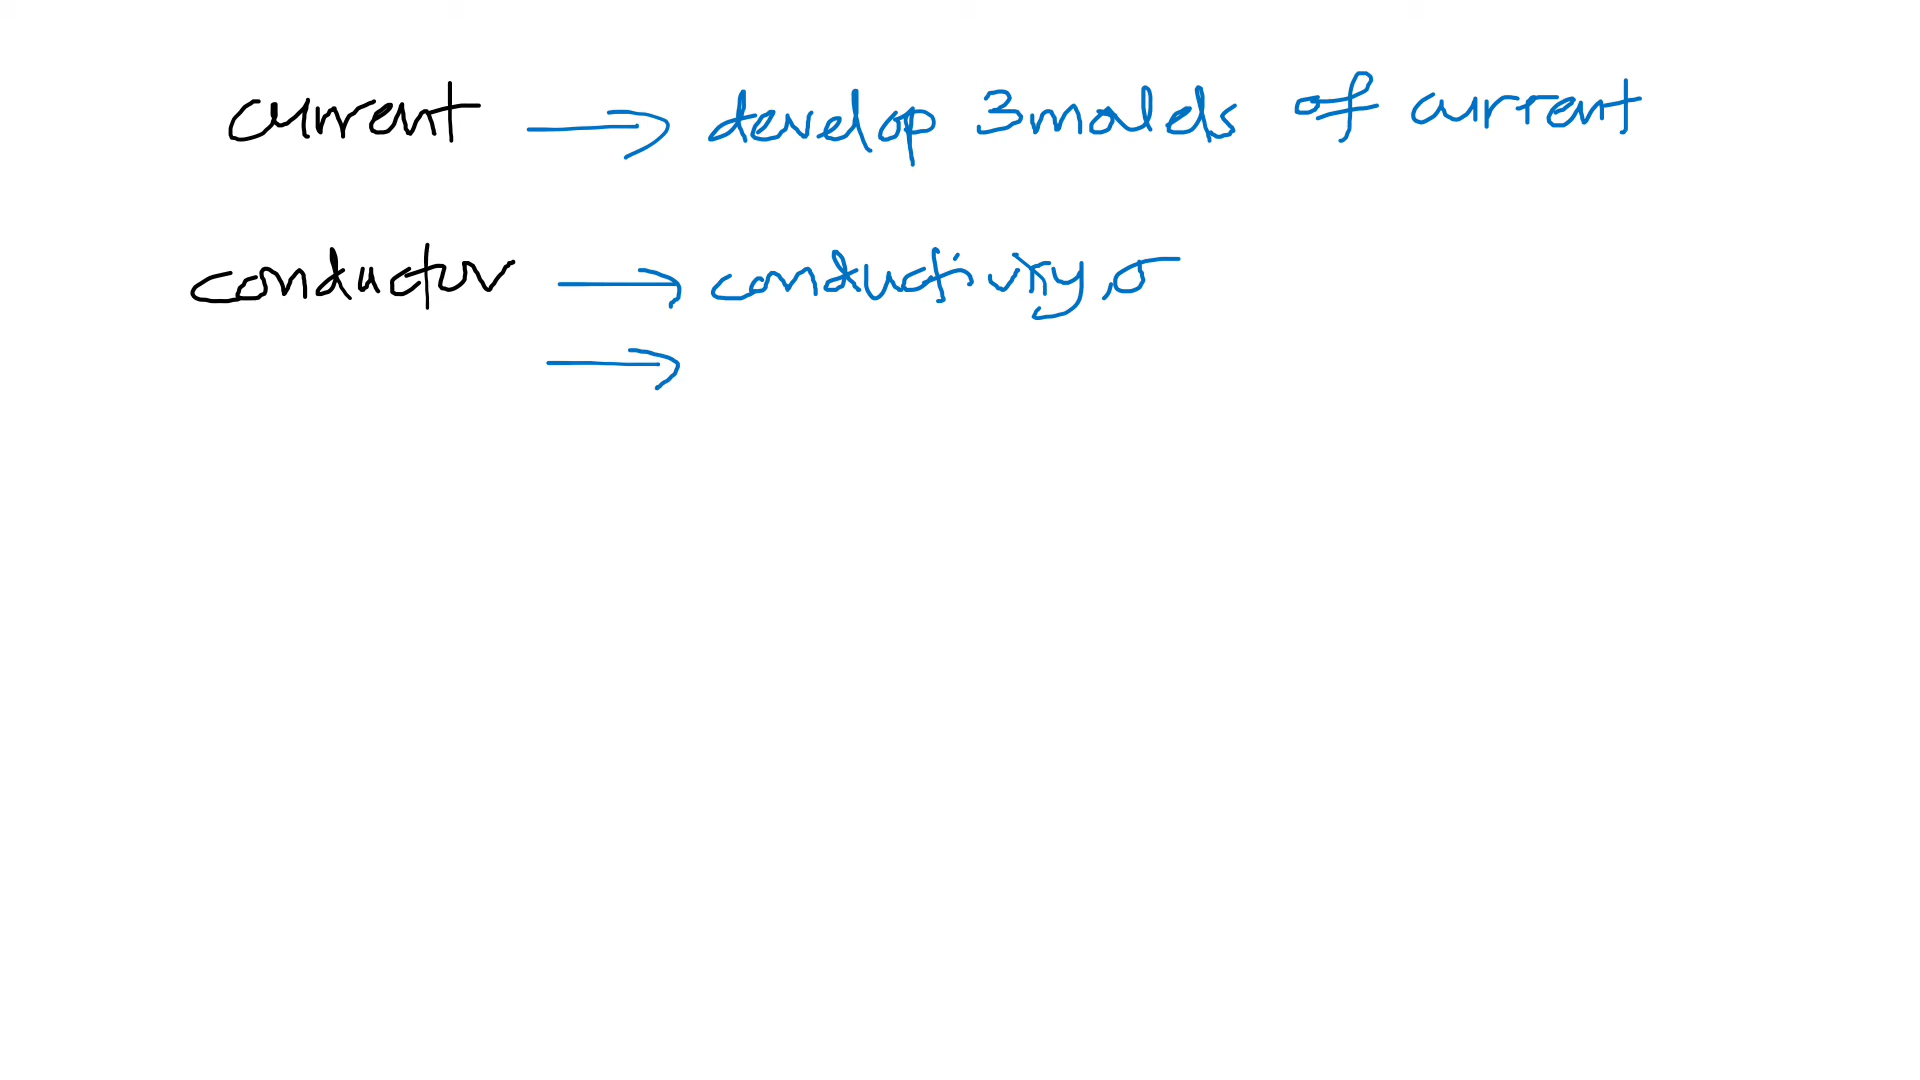 current → develop 3 models of current
conductor → conductivity, σ
→